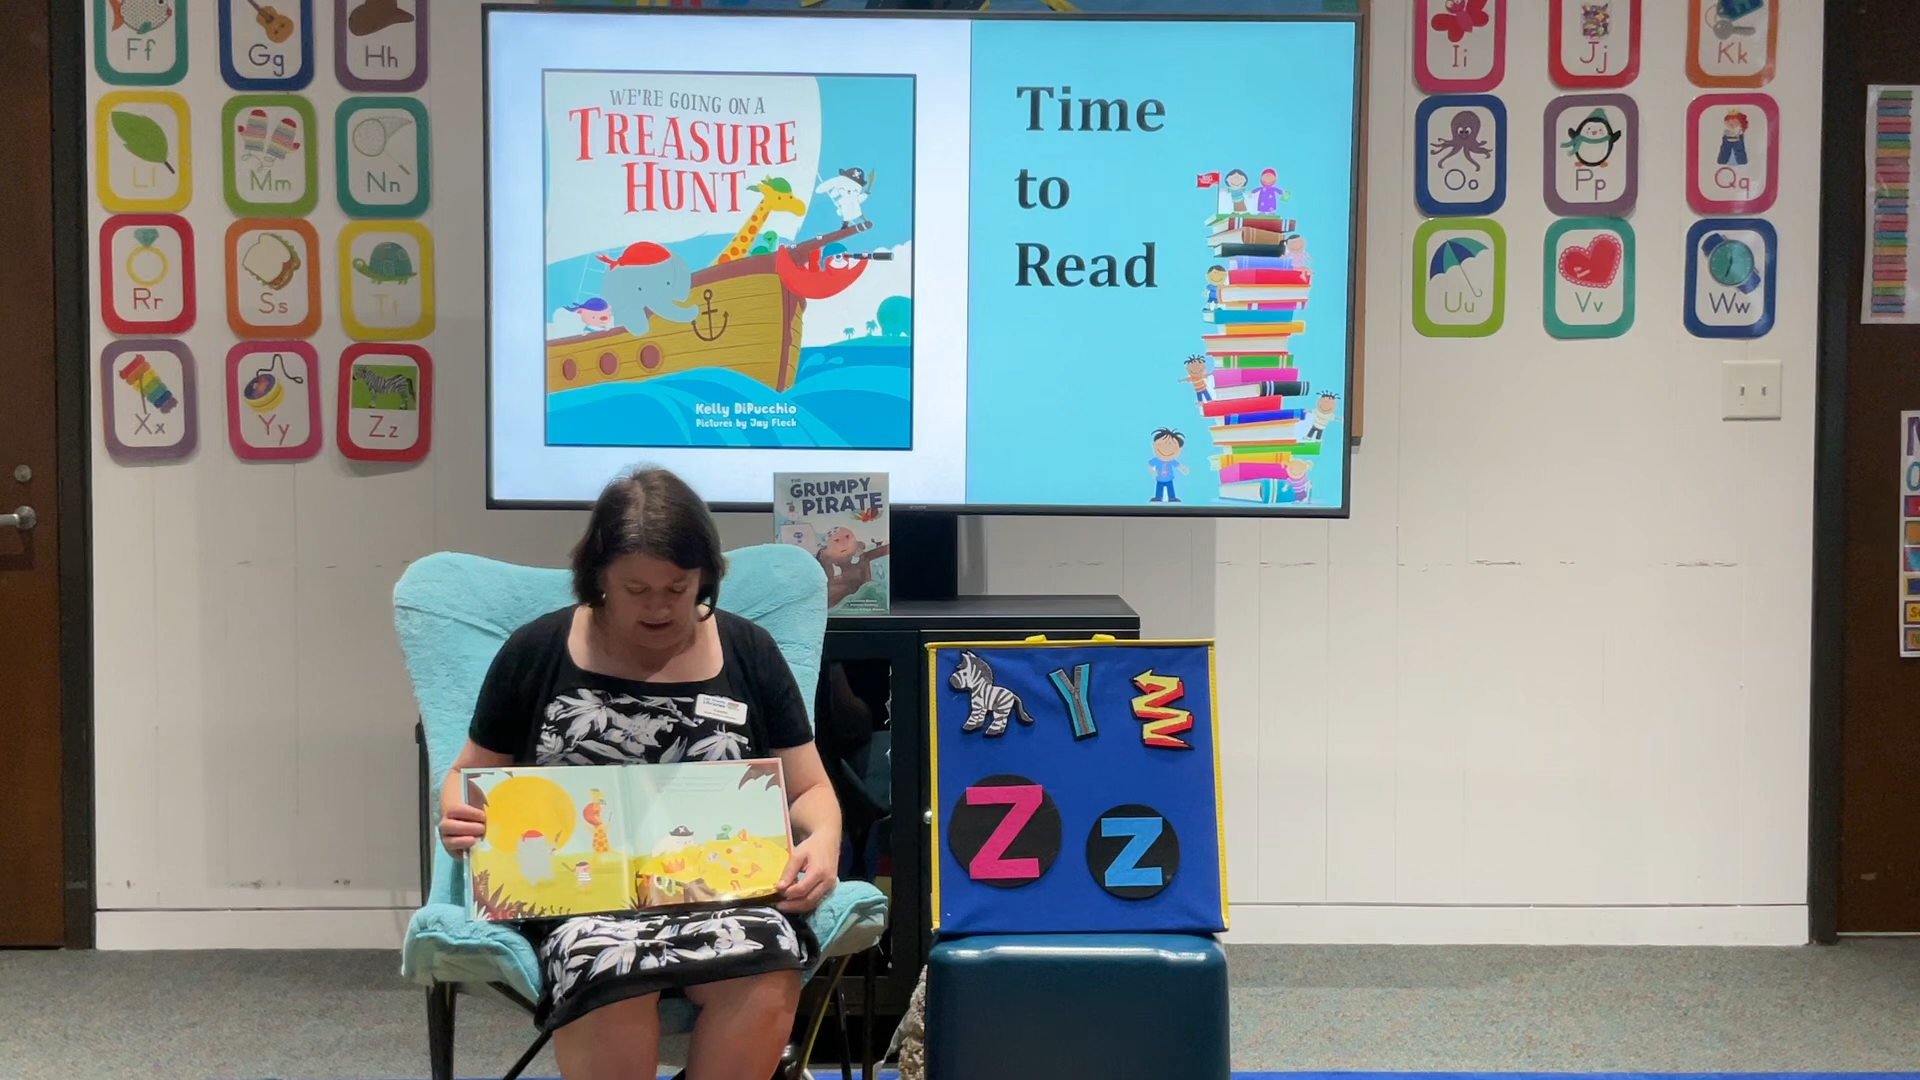 Ff
Gg
Hh
Ll
Mm
Nn
Rr
Ss
Tt
Xx
Yy
Zz
WE'RE GOING ON A
TREASURE
HUNT
Kelly DiPucchio
Pictures by Jay Fleck
Time
to
Read
Ii
Jj
Kk
Oo
Pp
Qq
Uu
Vv
Ww
THE
GRUMPY
PIRATE
Libraries
Y
Z
Z